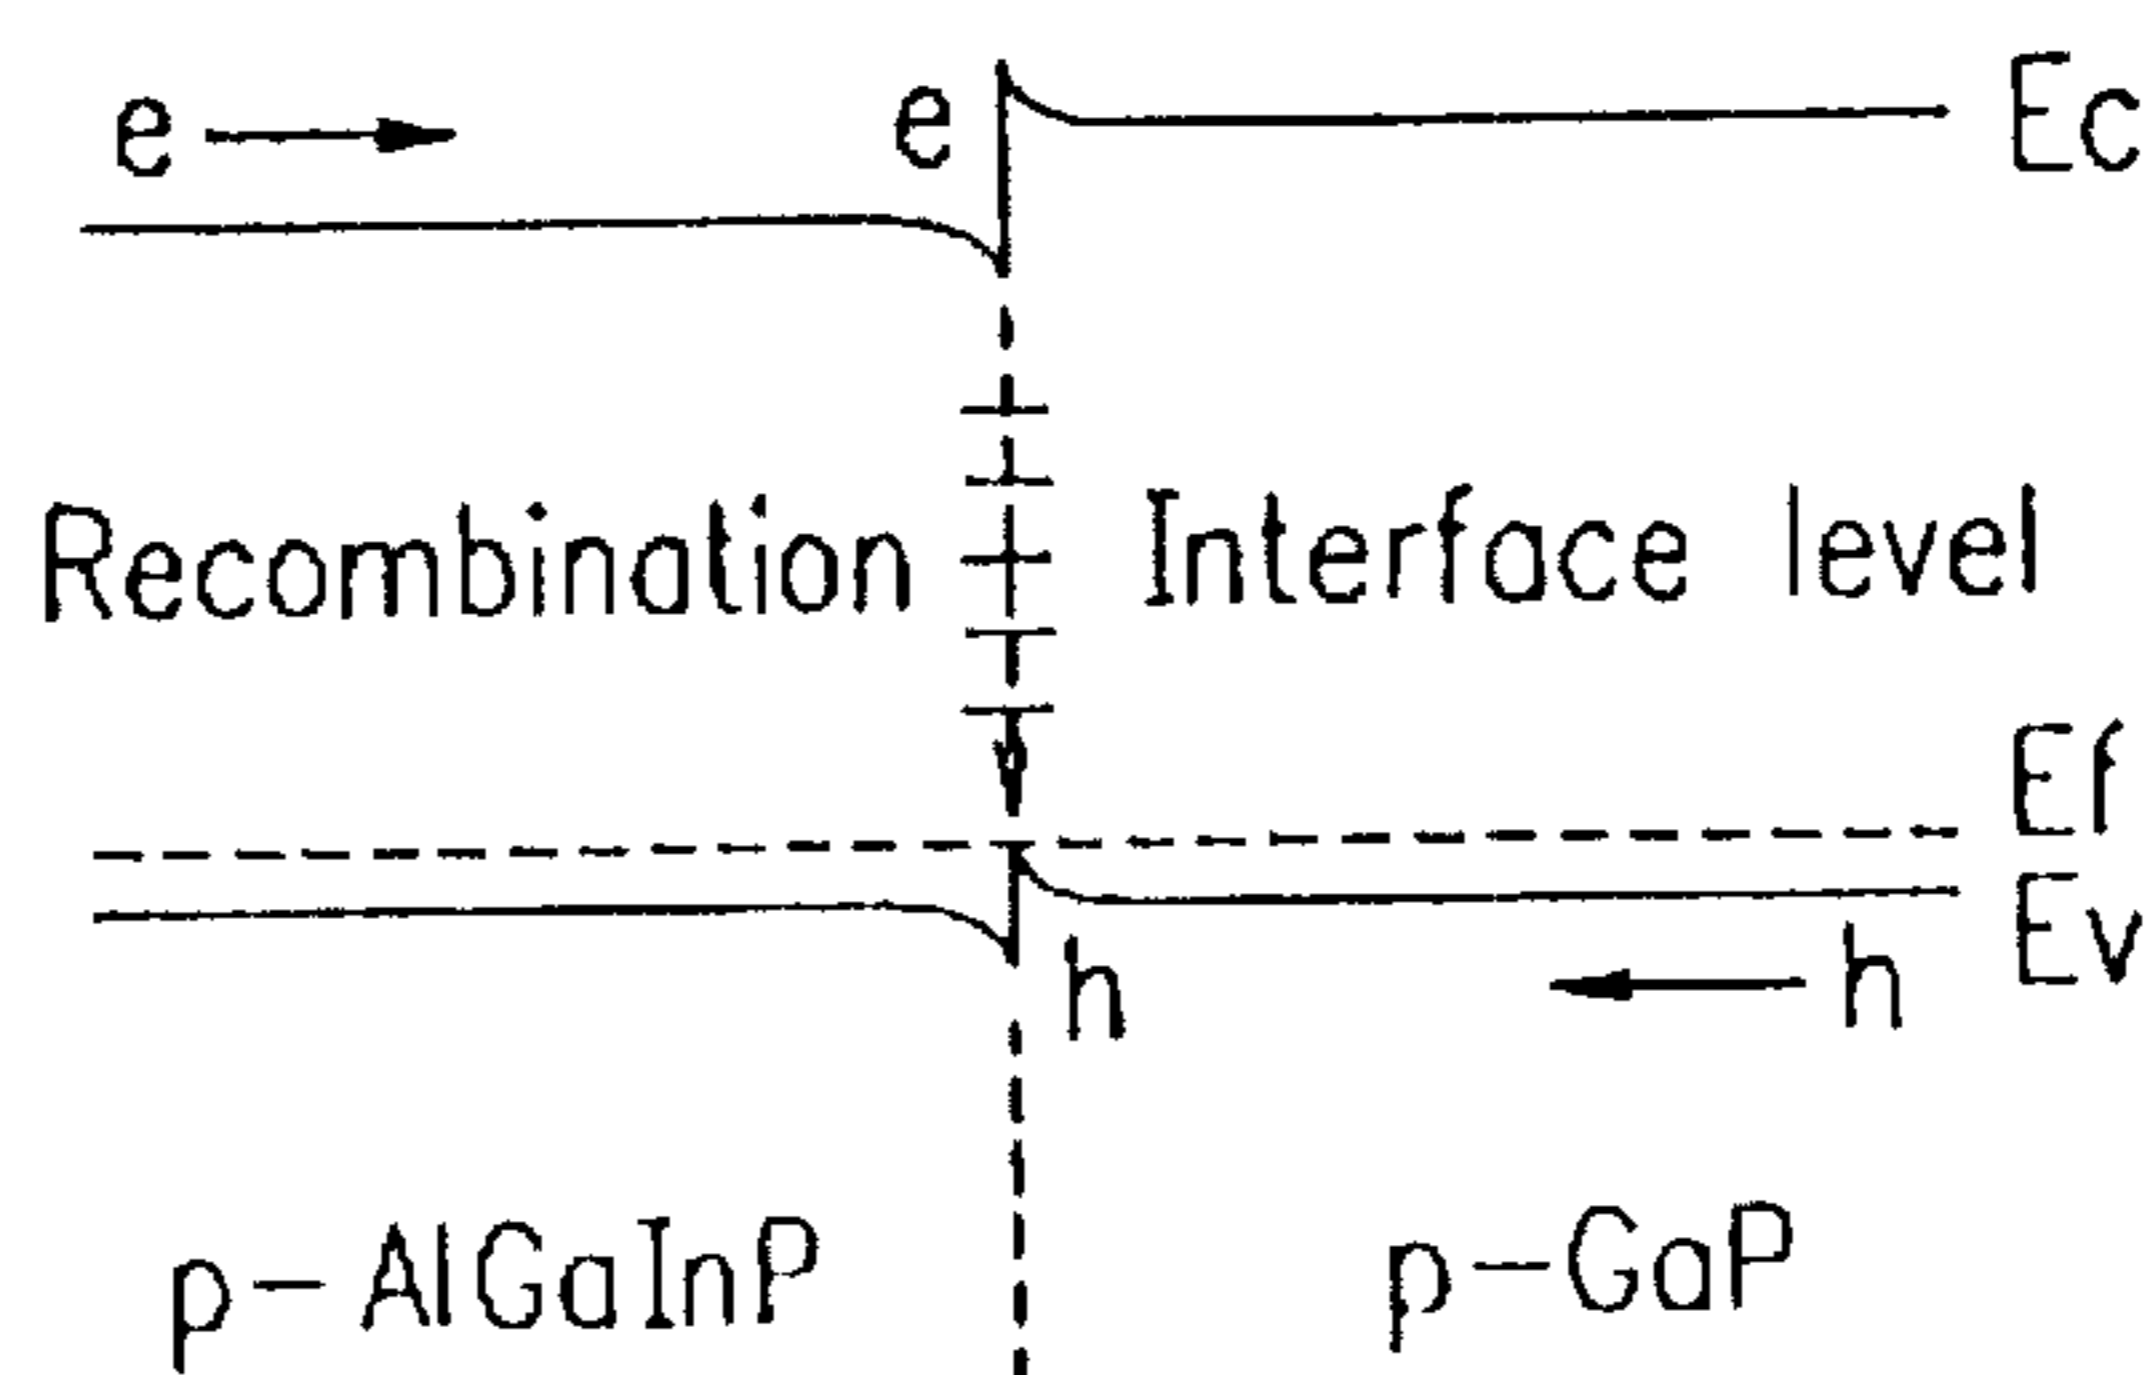 e e Ec
Recombination Interface level
Ef
Ev
h h
p-AlGaInP p-GaP